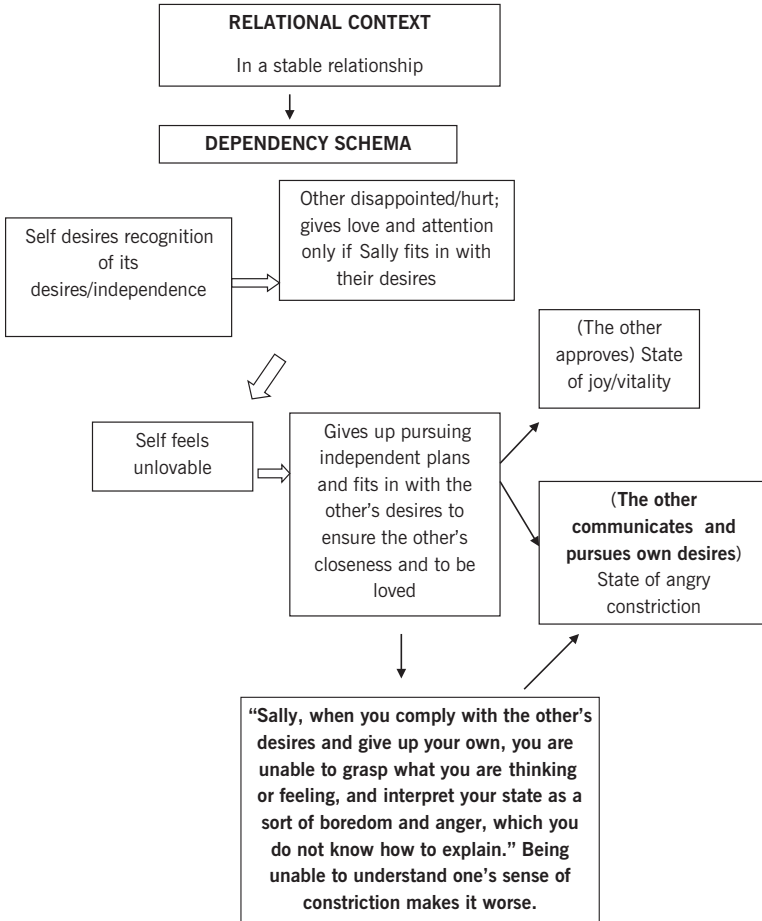 RELATIONAL CONTEXT
In a stable relationship
DEPENDENCY SCHEMA
Self desires recognition
of its
desires/independence
Other disappointed/hurt;
gives love and attention
only if Sally fits in with
their desires
(The other
approves) State
of joy/vitality
Self feels
unlovable
Gives up pursuing
independent plans
and fits in with the
other’s desires to
ensure the other’s
closeness and to be
loved
(The other
communicates and
pursues own desires)
State of angry
constriction
“Sally, when you comply with the other’s
desires and give up your own, you are
unable to grasp what you are thinking
or feeling, and interpret your state as a
sort of boredom and anger, which you
do not know how to explain.” Being
unable to understand one’s sense of
constriction makes it worse.